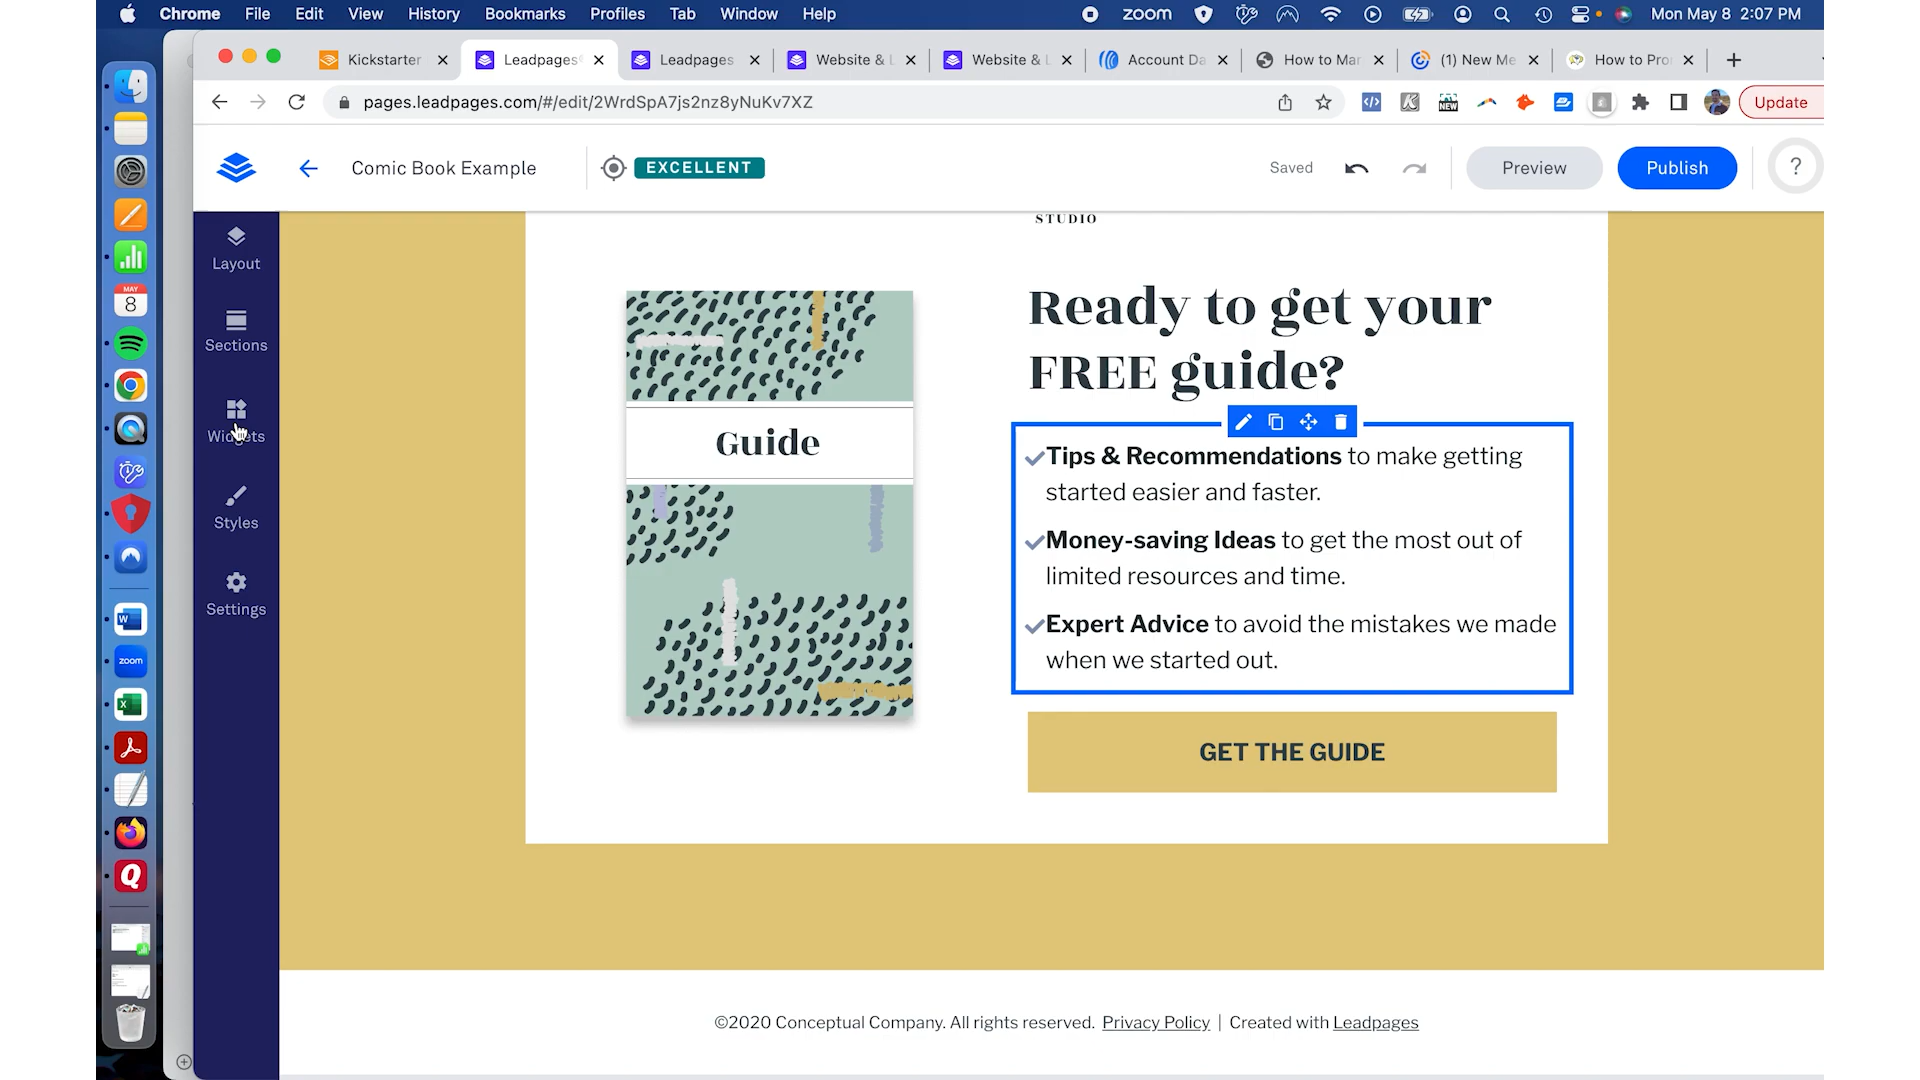 Chrome File Edit View History Bookmarks Profiles Tab Window Help
zoom
Mon May 8 2:07 PM
Kickstarter
Leadpages
Leadpages
Website & L
Website & L
Account Da
How to Mar
(1) New Me
How to Pro
pages.leadpages.com/#/edit/2WrdSpA7js2nz8yNuKv7XZ
NEW
Update
Comic Book Example
EXCELLENT
Saved
Preview
Publish
?
Layout
Sections
Widgets
Styles
Settings
MAY
8
W
zoom
X
Q
STUDIO
Guide
Ready to get your
FREE guide?
Tips & Recommendations to make getting
started easier and faster.
Money-saving Ideas to get the most out of
limited resources and time.
Expert Advice to avoid the mistakes we made
when we started out.
GET THE GUIDE
©2020 Conceptual Company. All rights reserved. Privacy Policy | Created with Leadpages